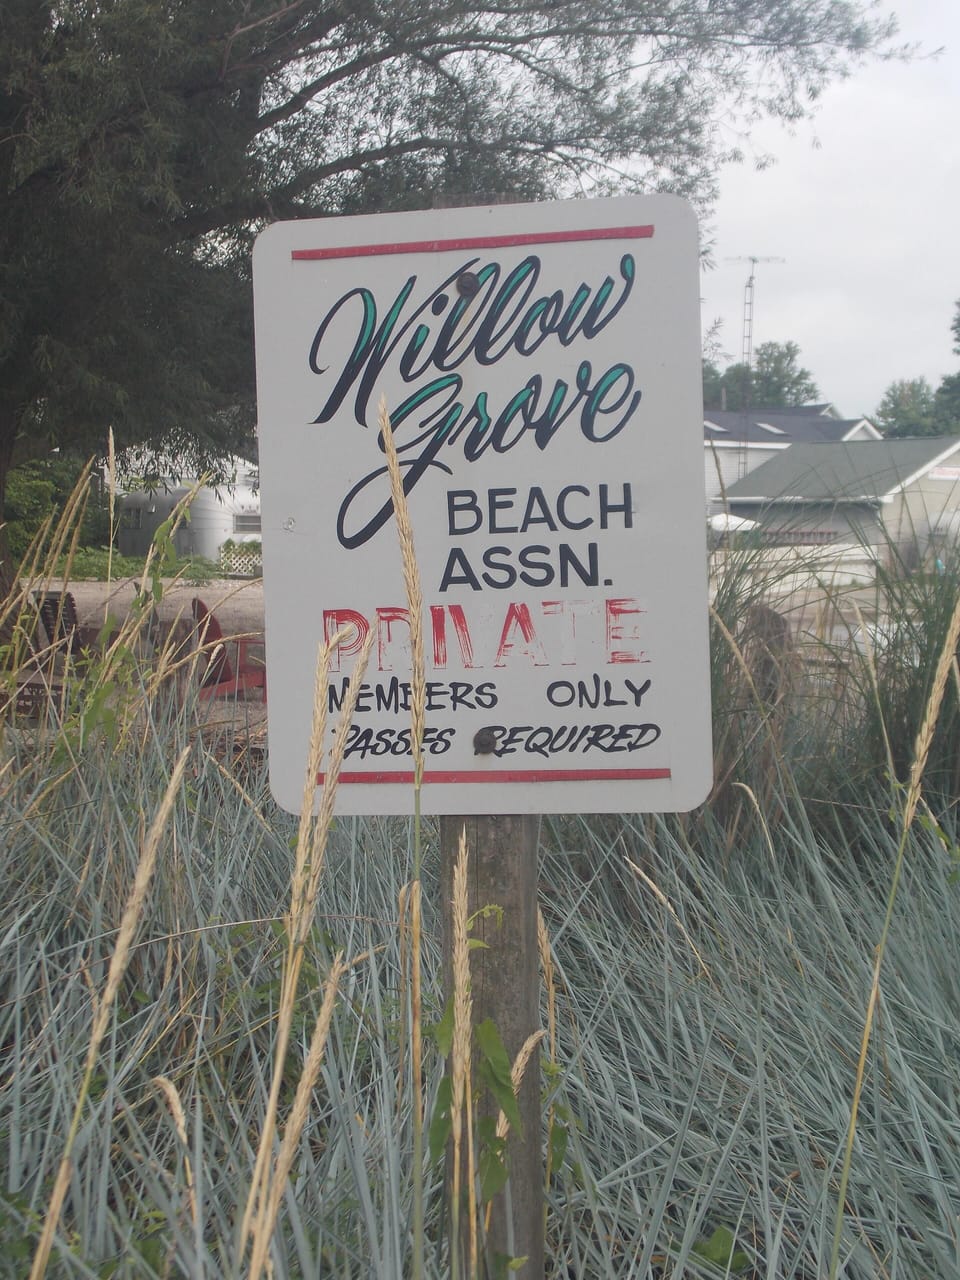 Willow
Grove
BEACH
ASSN.
PRIVATE
MEMBERS ONLY
PASSES REQUIRED